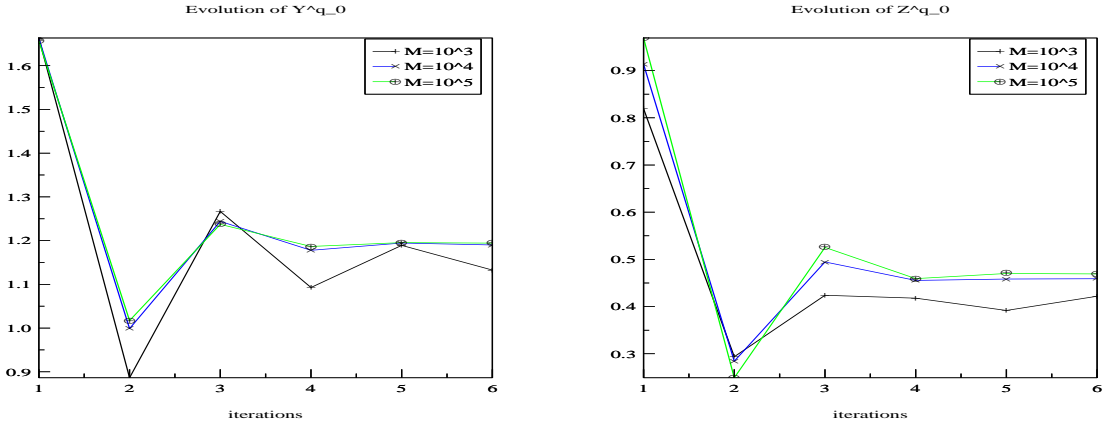 Evolution of Y^q_0
M=10^3
M=10^4
M=10^5
1.6
1.5
1.4
1.3
1.2
1.1
1.0
0.9
1 2 3 4 5 6
iterations
Evolution of Z^q_0
M=10^3
M=10^4
M=10^5
0.9
0.8
0.7
0.6
0.5
0.4
0.3
1 2 3 4 5 6
iterations